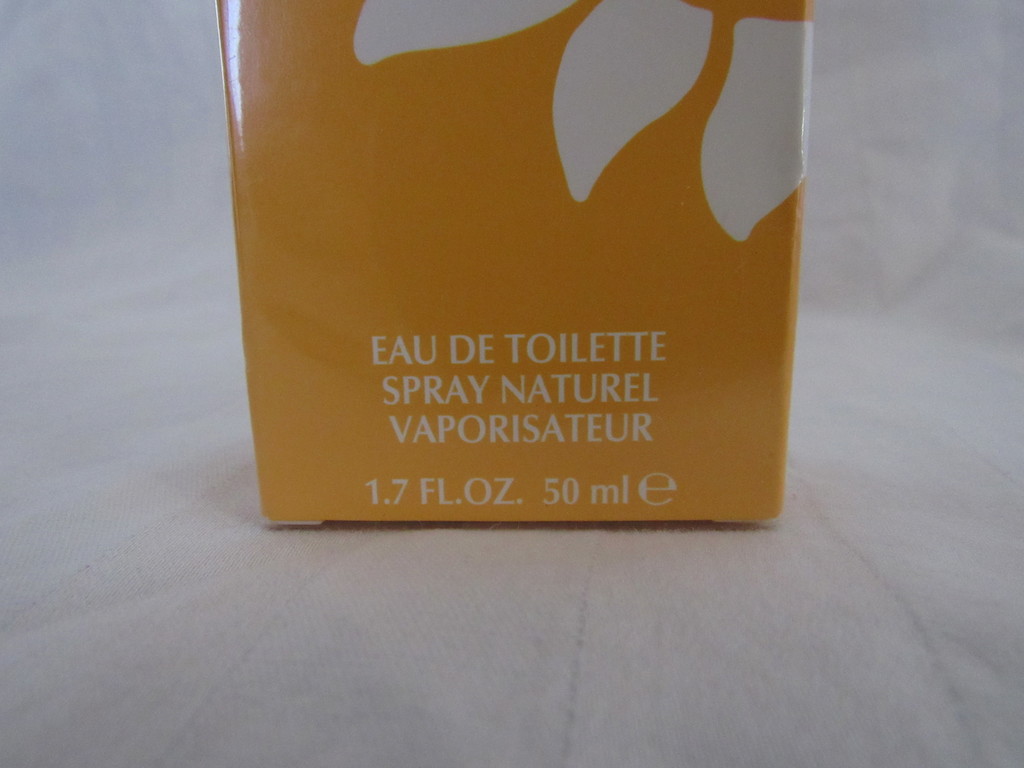 EAU DE TOILETTE
SPRAY NATUREL
VAPORISATEUR
1.7 FL.OZ. 50 ml ℮